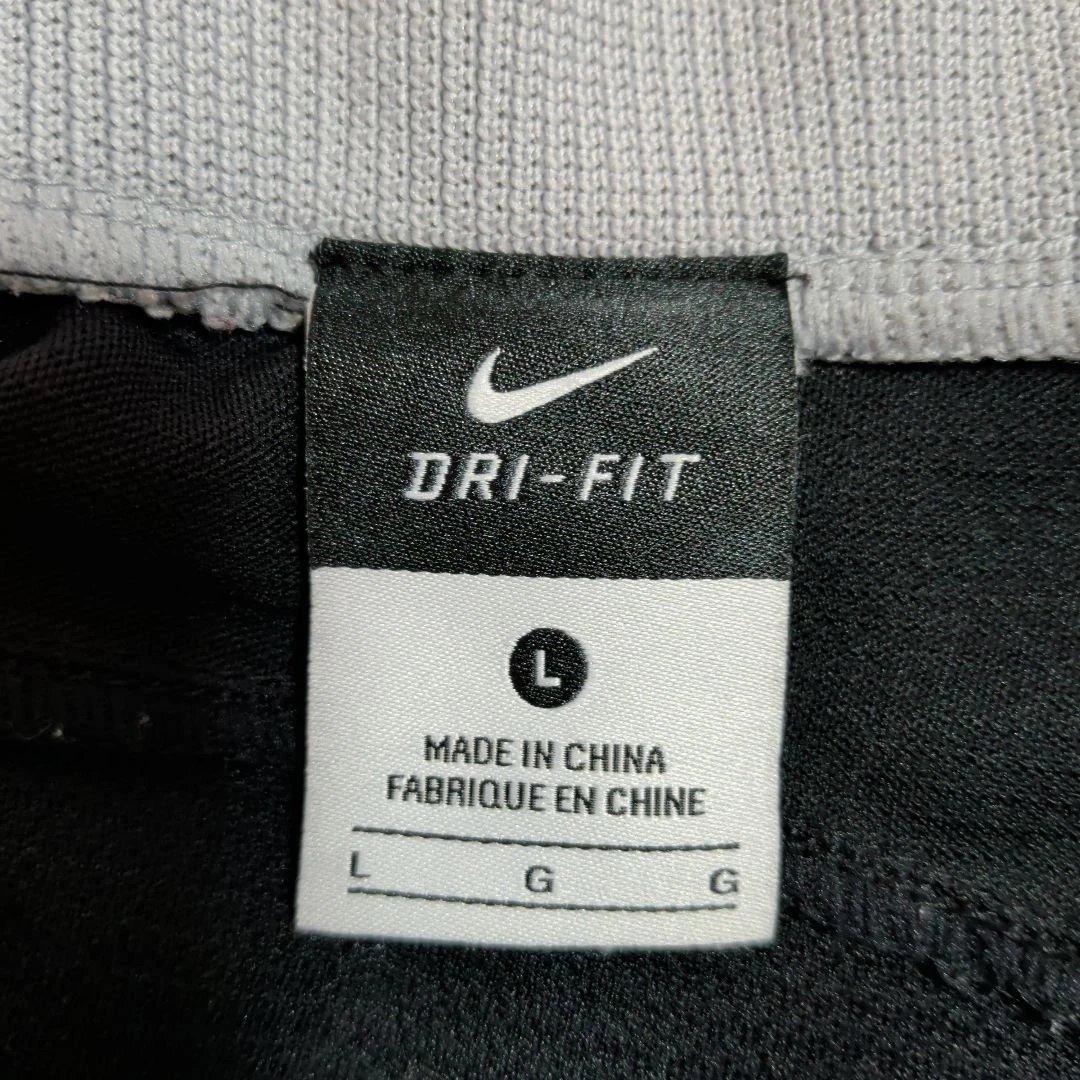 DRI-FIT
L
MADE IN CHINA
FABRIQUE EN CHINE
L G G